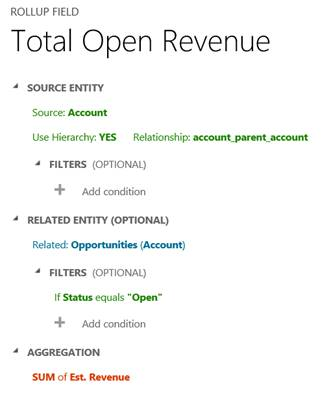 ROLLUP FIELD
Total Open Revenue
SOURCE ENTITY
Source: Account
Use Hierarchy: YES Relationship: account_parent_account
FILTERS (OPTIONAL)
Add condition
RELATED ENTITY (OPTIONAL)
Related: Opportunities (Account)
FILTERS (OPTIONAL)
If Status equals "Open"
Add condition
AGGREGATION
SUM of Est. Revenue